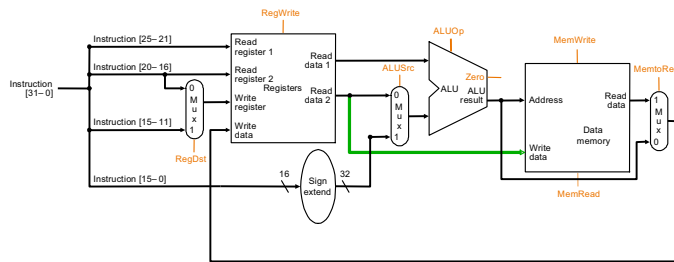 RegWrite
Instruction [25–21]
Read
register 1
Read
data 1
ALUOp
MemWrite
Instruction [20–16]
Read
register 2
Registers
Read
data 2
ALUSrc
Zero
MemtoRe
Instruction
[31–0]
0
M
u
x
1
Write
register
0
M
u
x
1
ALU
ALU
result
Address
Read
data
1
M
u
x
0
Instruction [15–11]
Write
data
Data
memory
RegDst
Write
data
Instruction [15–0]
16
Sign
extend
32
MemRead